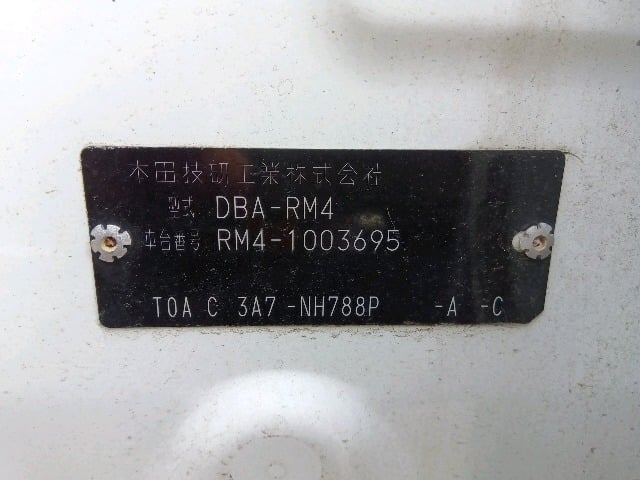 本田技研工業株式会社
型式 DBA-RM4
車台番号 RM4-1003695
TOA C 3A7-NH788P -A -C